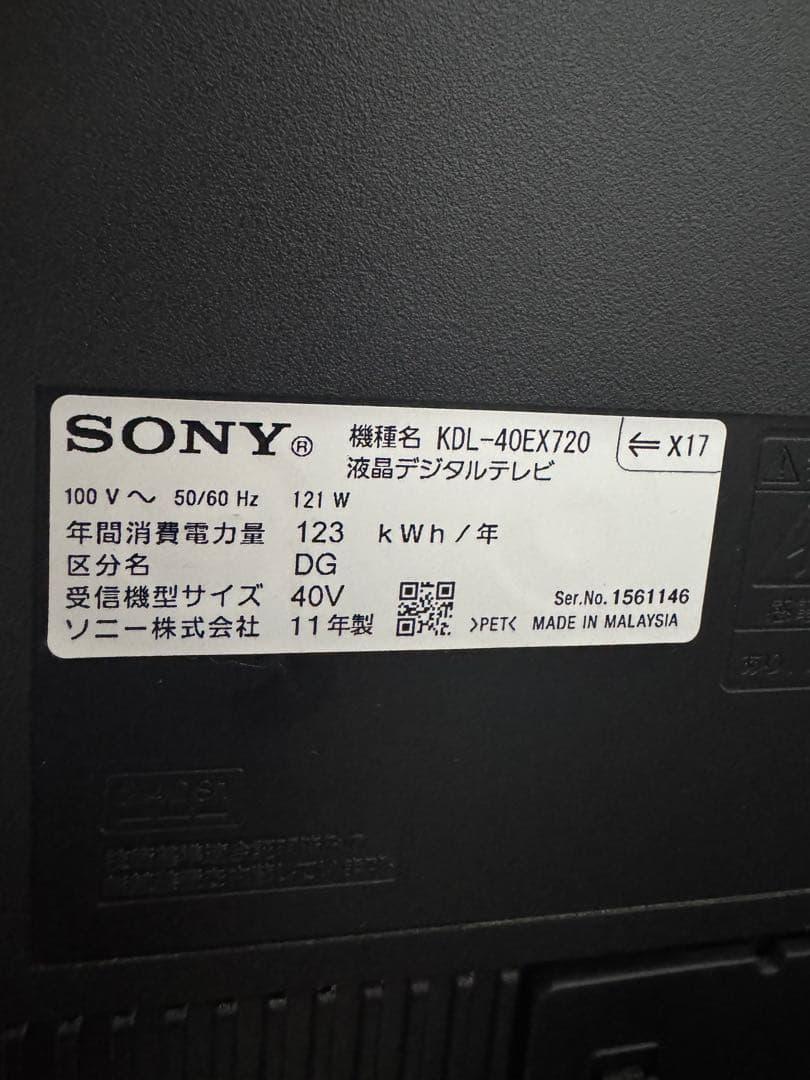 SONY®
機種名 KDL-40EX720
⇐ X17
液晶デジタルテレビ
100 V～ 50/60 Hz 121 W
年間消費電力量 123 kWh/年
区分名 DG
受信機型サイズ 40V
Ser.No. 1561146
ソニー株式会社 11年製 >PET< MADE IN MALAYSIA